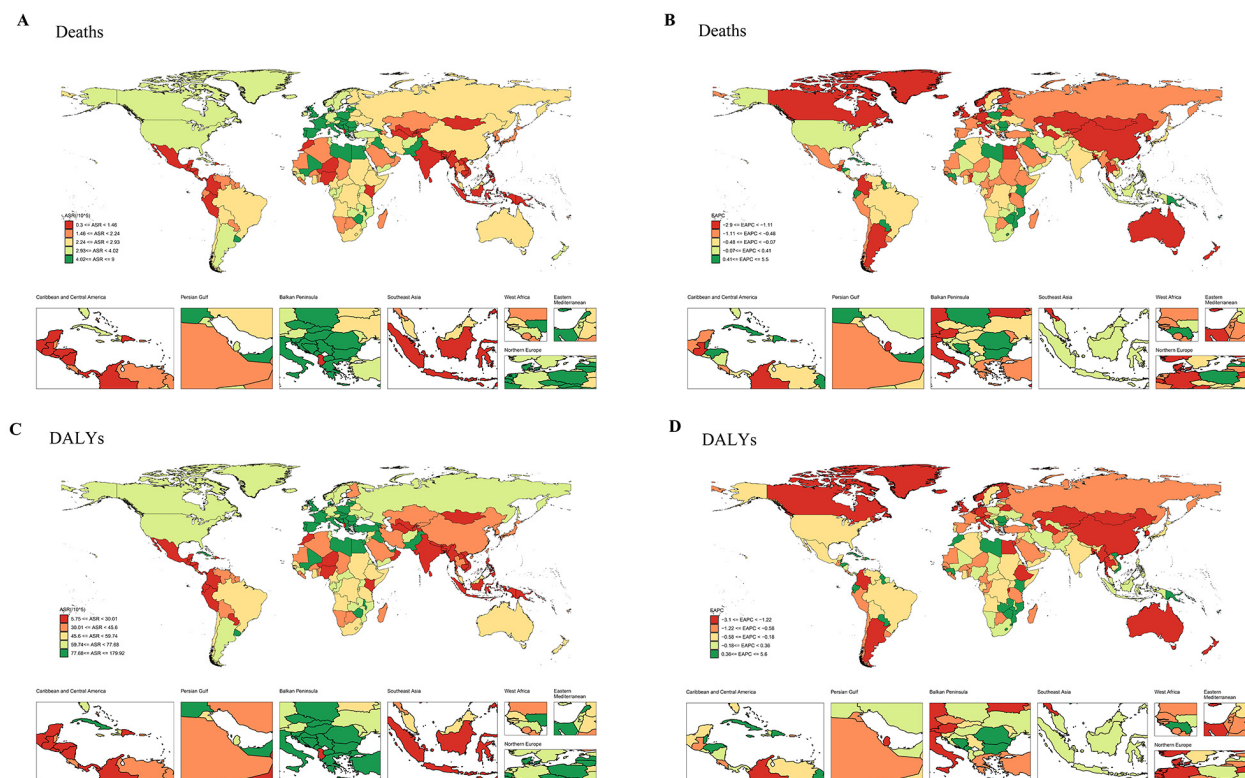 A
Deaths
ASR(/10^5)
0.3 <= ASR < 1.46
1.46 <= ASR < 2.24
2.24 <= ASR < 2.93
2.93<= ASR < 4.02
4.02<= ASR <= 9
Caribbean and Central America
Persian Gulf
Balkan Peninsula
Southeast Asia
West Africa
Eastern
Mediterranean
Northern Europe
B
Deaths
EAPC
−2.9 <= EAPC < −1.11
−1.11 <= EAPC < −0.48
−0.48 <= EAPC < −0.07
−0.07<= EAPC < 0.41
0.41<= EAPC <= 5.5
Caribbean and Central America
Persian Gulf
Balkan Peninsula
Southeast Asia
West Africa
Eastern
Mediterranean
Northern Europe
C
DALYs
ASR(/10^5)
5.75 <= ASR < 30.01
30.01 <= ASR < 45.6
45.6 <= ASR < 59.74
59.74<= ASR < 77.68
77.68<= ASR <= 179.92
Caribbean and Central America
Persian Gulf
Balkan Peninsula
Southeast Asia
West Africa
Eastern
Mediterranean
Northern Europe
D
DALYs
EAPC
−3.1 <= EAPC < −1.22
−1.22 <= EAPC < −0.58
−0.58 <= EAPC < −0.18
−0.18<= EAPC < 0.36
0.36<= EAPC <= 5.6
Caribbean and Central America
Persian Gulf
Balkan Peninsula
Southeast Asia
West Africa
Eastern
Mediterranean
Northern Europe